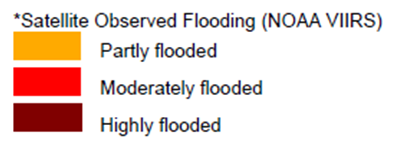 *Satellite Observed Flooding (NOAA VIIRS)
Partly flooded
Moderately flooded
Highly flooded